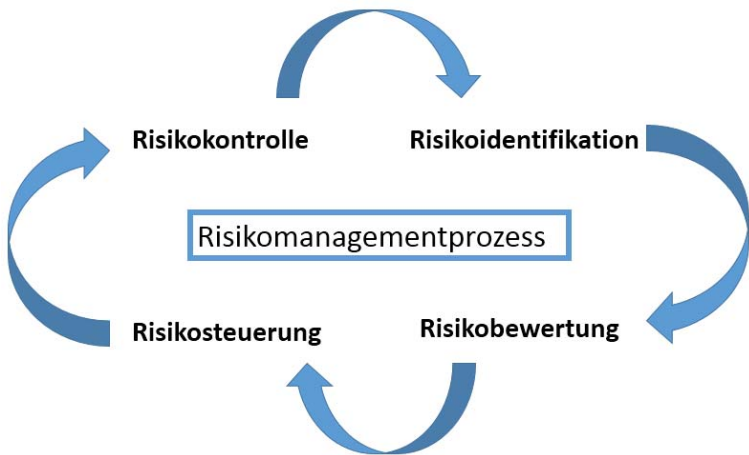 Risikokontrolle
Risikoidentifikation
Risikomanagementprozess
Risikosteuerung
Risikobewertung